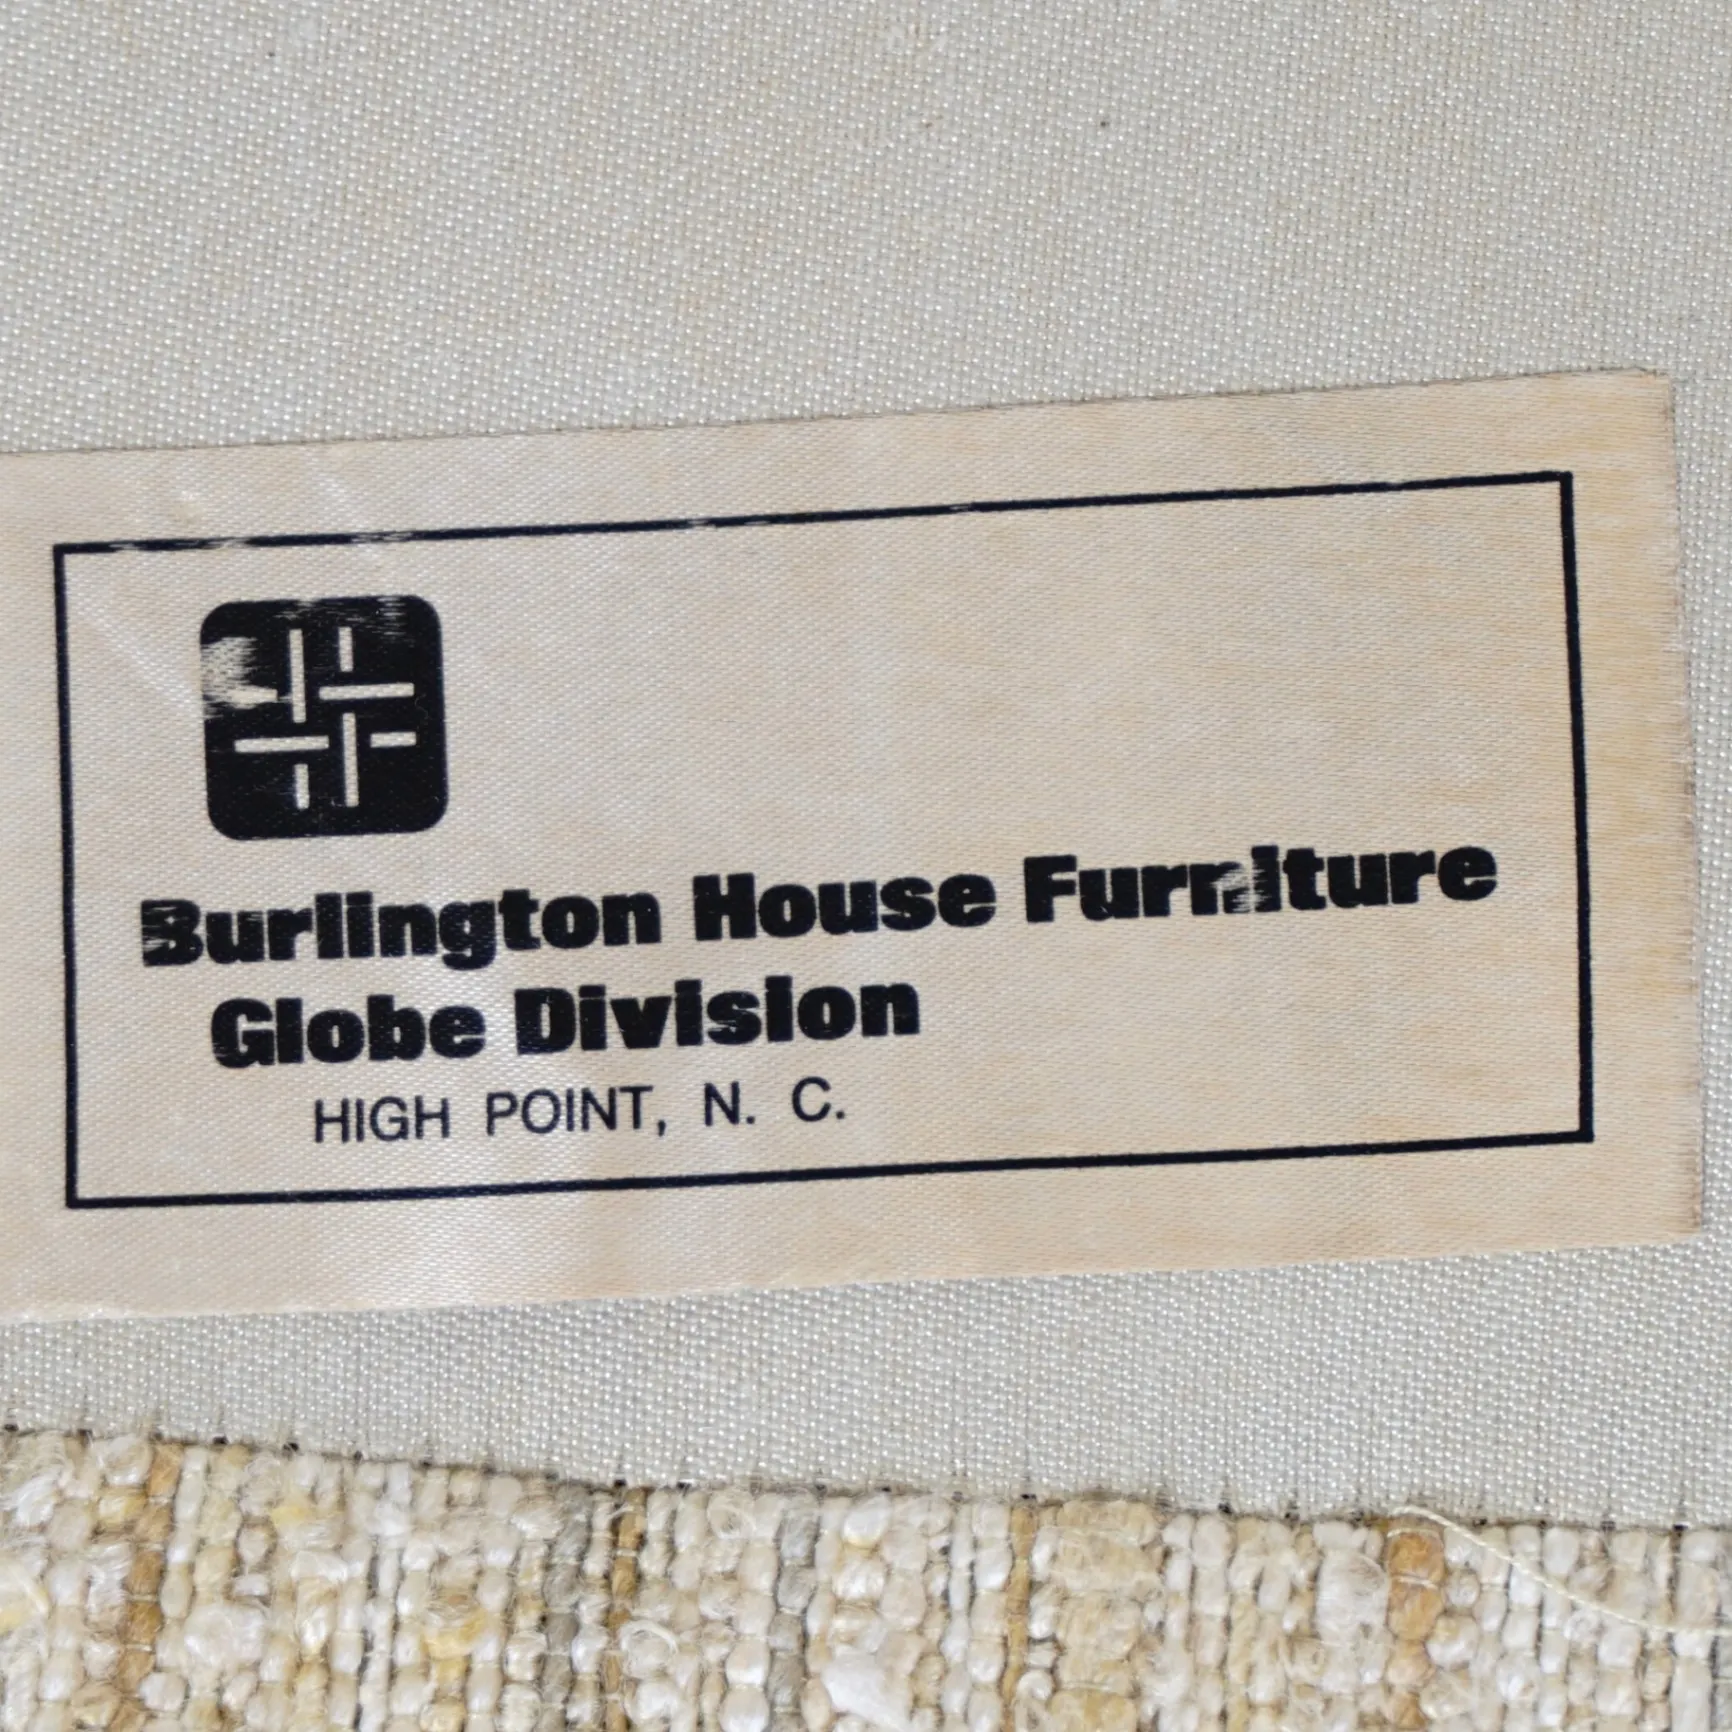 Burlington House Furniture
Globe Division
HIGH POINT, N. C.